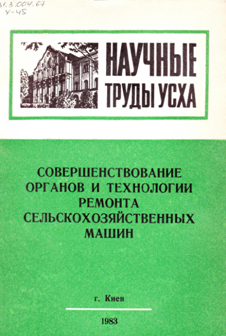 НАУЧНЫЕ
ТРУДЫ УСХА
СОВЕРШЕНСТВОВАНИЕ
ОРГАНОВ И ТЕХНОЛОГИИ
РЕМОНТА
СЕЛЬСКОХОЗЯЙСТВЕННЫХ
МАШИН
г. Киев
1983